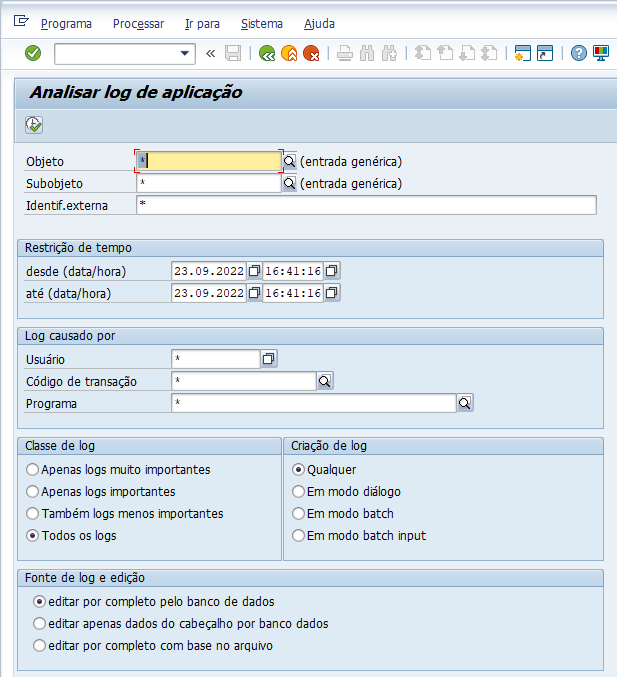 Programa Processar Ir para Sistema Ajuda
Analisar log de aplicação
Objeto * (entrada genérica)
Subobjeto * (entrada genérica)
Identif.externa *
Restrição de tempo
desde (data/hora) 23.09.2022 16:41:16
até (data/hora) 23.09.2022 16:41:16
Log causado por
Usuário *
Código de transação *
Programa *
Classe de log Criação de log
Apenas logs muito importantes Qualquer
Apenas logs importantes Em modo diálogo
Também logs menos importantes Em modo batch
Todos os logs Em modo batch input
Fonte de log e edição
editar por completo pelo banco de dados
editar apenas dados do cabeçalho por banco dados
editar por completo com base no arquivo